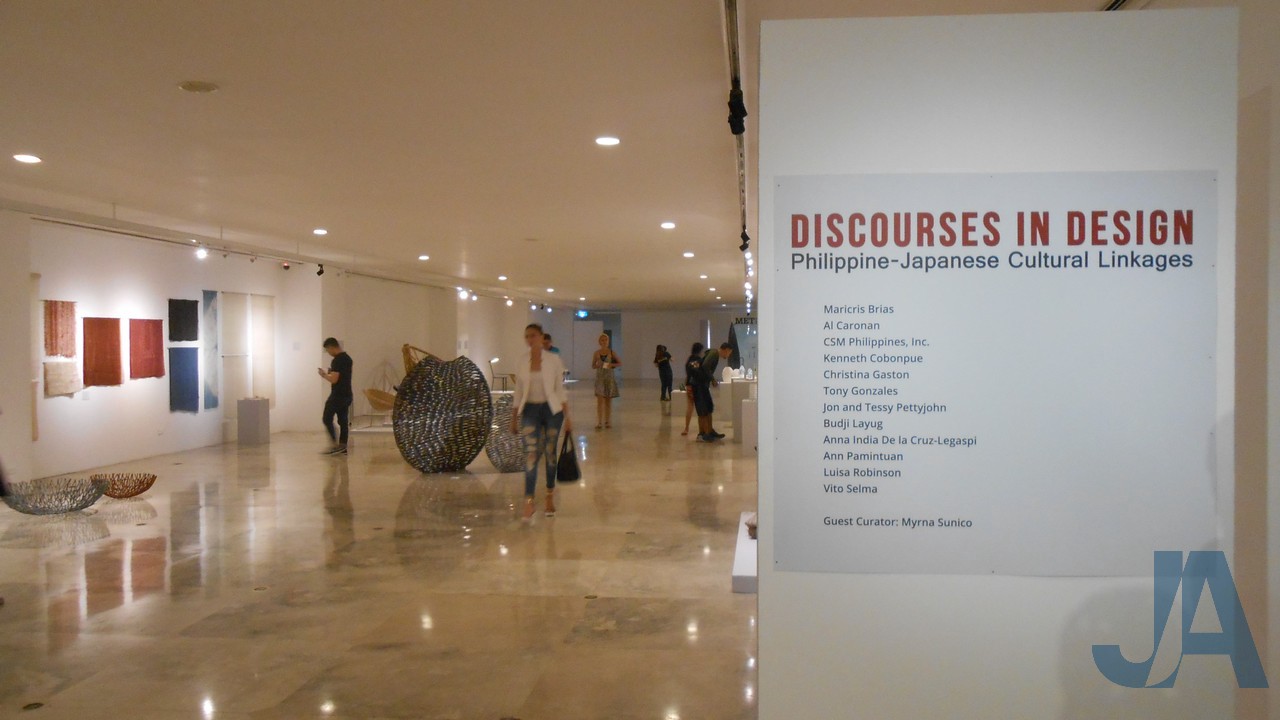 DISCOURSES IN DESIGN
Philippine-Japanese Cultural Linkages
Maricris Brias
Al Caronan
CSM Philippines, Inc.
Kenneth Cobonpue
Christina Gaston
Tony Gonzales
Jon and Tessy Pettyjohn
Budji Layug
Anna India De la Cruz-Legaspi
Ann Pamintuan
Luisa Robinson
Vito Selma
Guest Curator: Myrna Sunico
JA